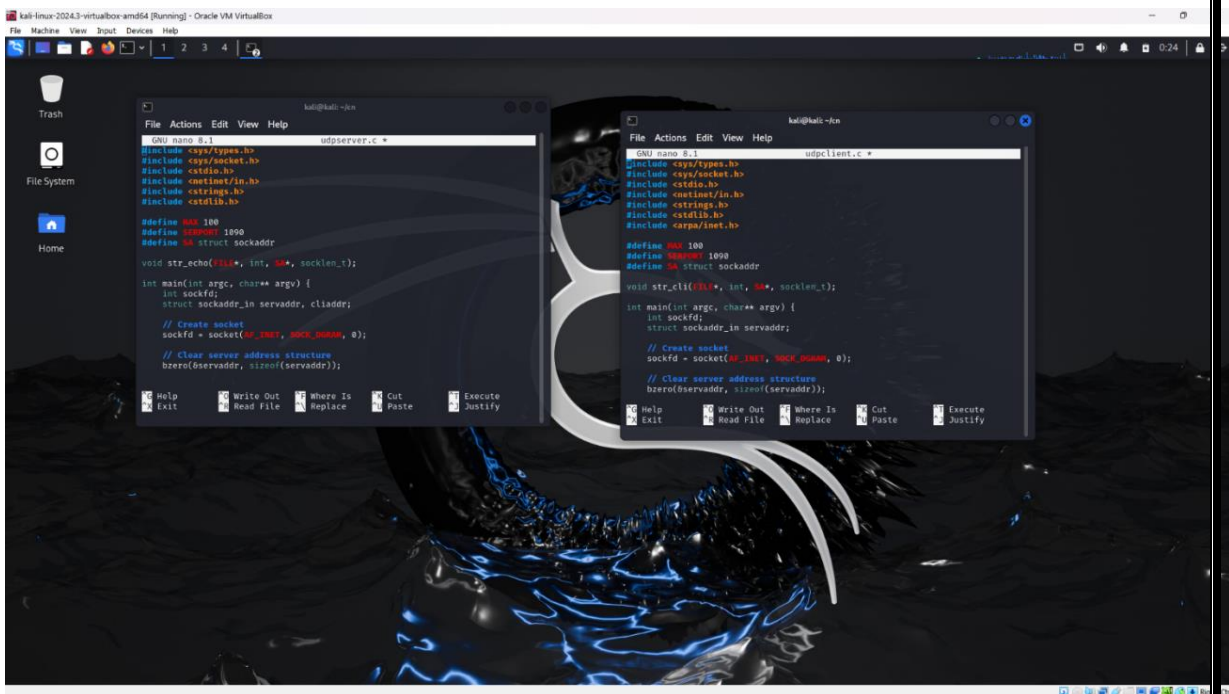 kali-linux-2024.3-virtualbox-amd64 [Running] - Oracle VM VirtualBox
File Machine View Input Devices Help
1 2 3 4
0:24
Trash
File System
Home
kali@kali: ~/cn
File Actions Edit View Help
GNU nano 8.1 udpserver.c *
#include <sys/types.h>
#include <sys/socket.h>
#include <stdio.h>
#include <netinet/in.h>
#include <strings.h>
#include <stdlib.h>
#define MAX 100
#define SERPORT 1090
#define SA struct sockaddr
void str_echo(FILE*, int, SA*, socklen_t);
int main(int argc, char** argv) {
int sockfd;
struct sockaddr_in servaddr, cliaddr;
// Create socket
sockfd = socket(AF_INET, SOCK_DGRAM, 0);
// Clear server address structure
bzero(&servaddr, sizeof(servaddr));
^G Help ^O Write Out ^F Where Is ^K Cut ^T Execute
^X Exit ^R Read File ^\ Replace ^U Paste ^J Justify
kali@kali: ~/cn
File Actions Edit View Help
GNU nano 8.1 udpclient.c *
#include <sys/types.h>
#include <sys/socket.h>
#include <stdio.h>
#include <netinet/in.h>
#include <strings.h>
#include <stdlib.h>
#include <arpa/inet.h>
#define MAX 100
#define SERPORT 1090
#define SA struct sockaddr
void str_cli(FILE*, int, SA*, socklen_t);
int main(int argc, char** argv) {
int sockfd;
struct sockaddr_in servaddr;
// Create socket
sockfd = socket(AF_INET, SOCK_DGRAM, 0);
// Clear server address structure
bzero(&servaddr, sizeof(servaddr));
^G Help ^O Write Out ^F Where Is ^K Cut ^T Execute
^X Exit ^R Read File ^\ Replace ^U Paste ^J Justify